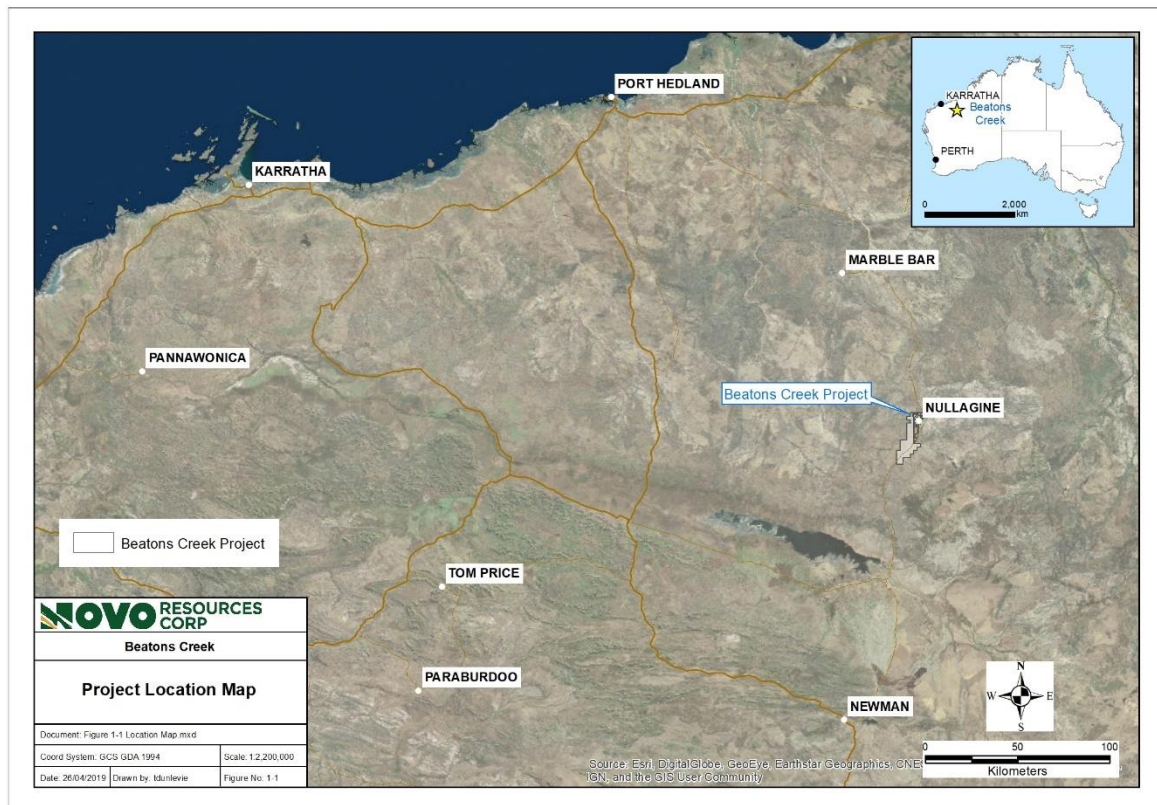 PORT HEDLAND
KARRATHA
MARBLE BAR
PANNAWONICA
Beatons Creek Project
NULLAGINE
TOM PRICE
PARABURDOO
NEWMAN
KARRATHA
Beatons
Creek
PERTH
0 2,000
km
Beatons Creek Project
NOVO RESOURCES
CORP
Beatons Creek
Project Location Map
Document: Figure 1-1 Location Map.mxd
Coord System: GCS GDA 1994 Scale: 1:2,200,000
Date: 26/04/2019 Drawn by: tdunlevie Figure No: 1-1
N
W E
S
0 50 100
Kilometers
Source: Esri, DigitalGlobe, GeoEye, Earthstar Geographics, CNES
IGN, and the GIS User Community